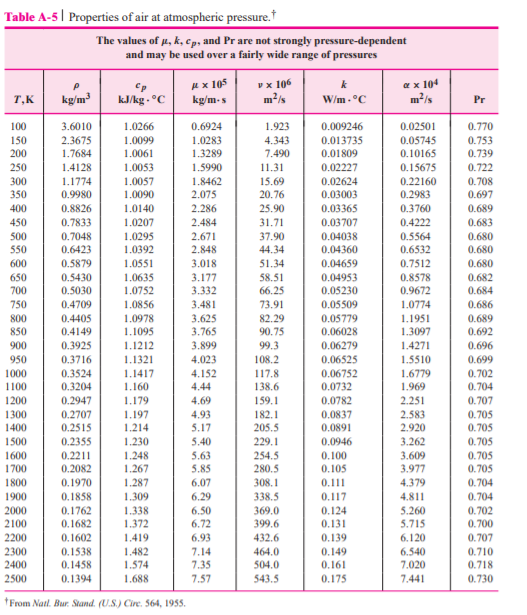 Table A-5 | Properties of air at atmospheric pressure.†
The values of μ, k, cp, and Pr are not strongly pressure-dependent
and may be used over a fairly wide range of pressures
T, K ρ kg/m³ cp kJ/kg · °C μ × 10⁵ kg/m · s ν × 10⁶ m²/s k W/m · °C α × 10⁴ m²/s Pr
100 3.6010 1.0266 0.6924 1.923 0.009246 0.02501 0.770
150 2.3675 1.0099 1.0283 4.343 0.013735 0.05745 0.753
200 1.7684 1.0061 1.3289 7.490 0.01809 0.10165 0.739
250 1.4128 1.0053 1.5990 11.31 0.02227 0.15675 0.722
300 1.1774 1.0057 1.8462 15.69 0.02624 0.22160 0.708
350 0.9980 1.0090 2.075 20.76 0.03003 0.2983 0.697
400 0.8826 1.0140 2.286 25.90 0.03365 0.3760 0.689
450 0.7833 1.0207 2.484 31.71 0.03707 0.4222 0.683
500 0.7048 1.0295 2.671 37.90 0.04038 0.5564 0.680
550 0.6423 1.0392 2.848 44.34 0.04360 0.6532 0.680
600 0.5879 1.0551 3.018 51.34 0.04659 0.7512 0.680
650 0.5430 1.0635 3.177 58.51 0.04953 0.8578 0.682
700 0.5030 1.0752 3.332 66.25 0.05230 0.9672 0.684
750 0.4709 1.0856 3.481 73.91 0.05509 1.0774 0.686
800 0.4405 1.0978 3.625 82.29 0.05779 1.1951 0.689
850 0.4149 1.1095 3.765 90.75 0.06028 1.3097 0.692
900 0.3925 1.1212 3.899 99.3 0.06279 1.4271 0.696
950 0.3716 1.1321 4.023 108.2 0.06525 1.5510 0.699
1000 0.3524 1.1417 4.152 117.8 0.06752 1.6779 0.702
1100 0.3204 1.160 4.44 138.6 0.0732 1.969 0.704
1200 0.2947 1.179 4.69 159.1 0.0782 2.251 0.707
1300 0.2707 1.197 4.93 182.1 0.0837 2.583 0.705
1400 0.2515 1.214 5.17 205.5 0.0891 2.920 0.705
1500 0.2355 1.230 5.40 229.1 0.0946 3.262 0.705
1600 0.2211 1.248 5.63 254.5 0.100 3.609 0.705
1700 0.2082 1.267 5.85 280.5 0.105 3.977 0.705
1800 0.1970 1.287 6.07 308.1 0.111 4.379 0.704
1900 0.1858 1.309 6.29 338.5 0.117 4.811 0.704
2000 0.1762 1.338 6.50 369.0 0.124 5.260 0.702
2100 0.1682 1.372 6.72 399.6 0.131 5.715 0.700
2200 0.1602 1.419 6.93 432.6 0.139 6.120 0.707
2300 0.1538 1.482 7.14 464.0 0.149 6.540 0.710
2400 0.1458 1.574 7.35 504.0 0.161 7.020 0.718
2500 0.1394 1.688 7.57 543.5 0.175 7.441 0.730
†From Natl. Bur. Stand. (U.S.) Circ. 564, 1955.